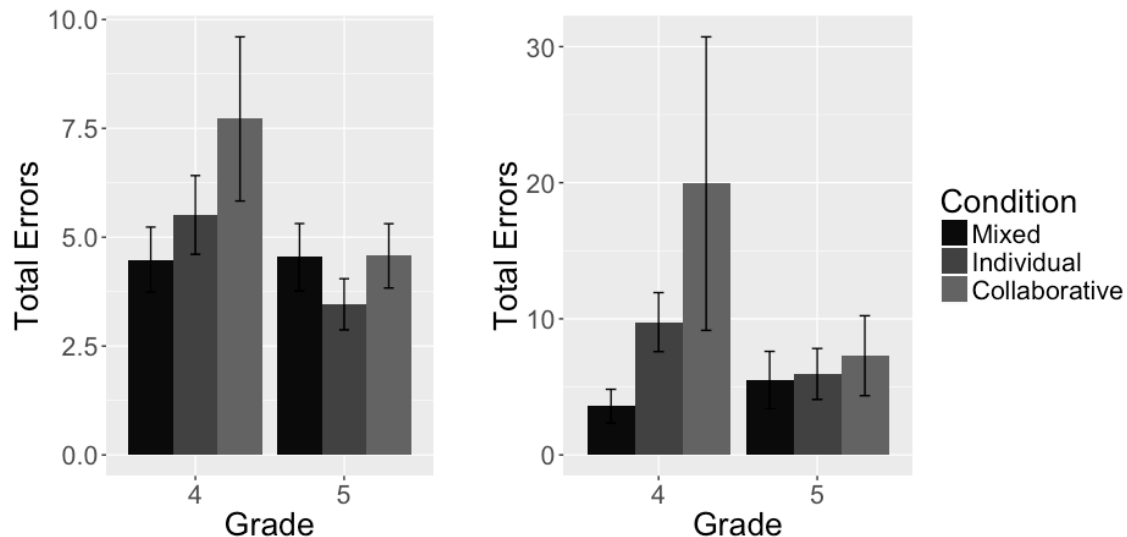 Total Errors
10.0
7.5
5.0
2.5
0.0
4
5
Grade
Total Errors
30
20
10
0
4
5
Grade
Condition
Mixed
Individual
Collaborative